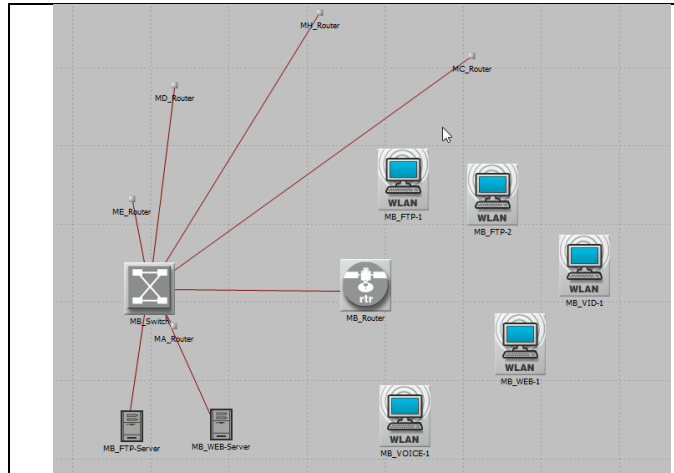 MH_Router
MC_Router
MD_Router
WLAN
MB_FTP-1
WLAN
MB_FTP-2
ME_Router
WLAN
MB_VID-1
rtr
MB_Switch
MB_Router
MA_Router
WLAN
MB_WEB-1
WLAN
MB_VOICE-1
MB_FTP-Server
MB_WEB-Server